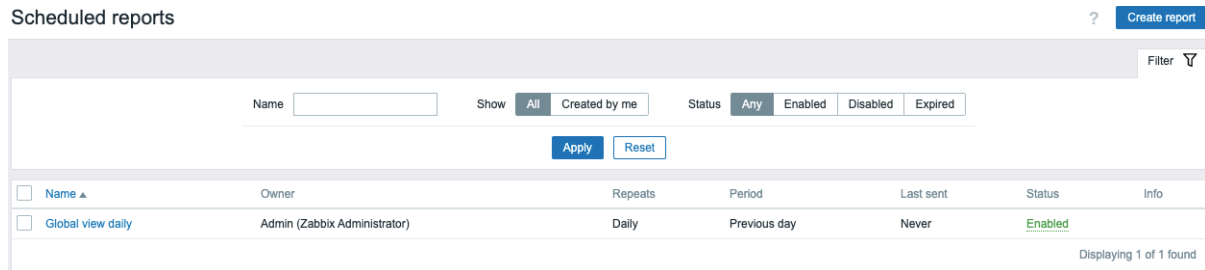 Scheduled reports ? Create report
Filter
Name Show All Created by me Status Any Enabled Disabled Expired
Apply Reset
Name Owner Repeats Period Last sent Status Info
Global view daily Admin (Zabbix Administrator) Daily Previous day Never Enabled
Displaying 1 of 1 found